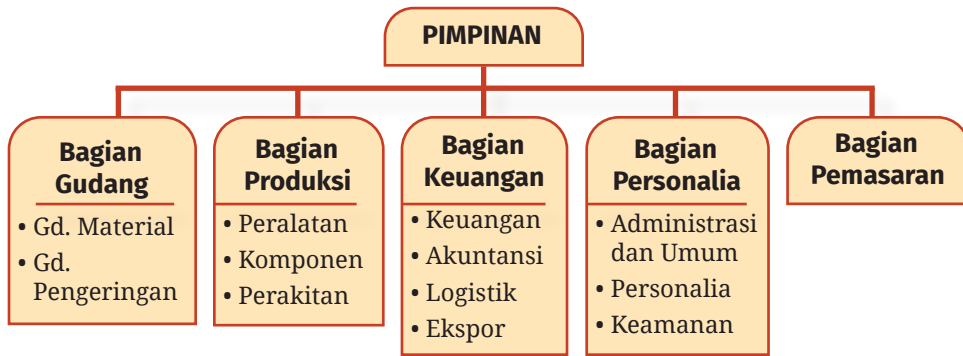 PIMPINAN
Bagian
Gudang
• Gd. Material
• Gd.
Pengeringan
Bagian
Produksi
• Peralatan
• Komponen
• Perakitan
Bagian
Keuangan
• Keuangan
• Akuntansi
• Logistik
• Ekspor
Bagian
Personalia
• Administrasi
dan Umum
• Personalia
• Keamanan
Bagian
Pemasaran